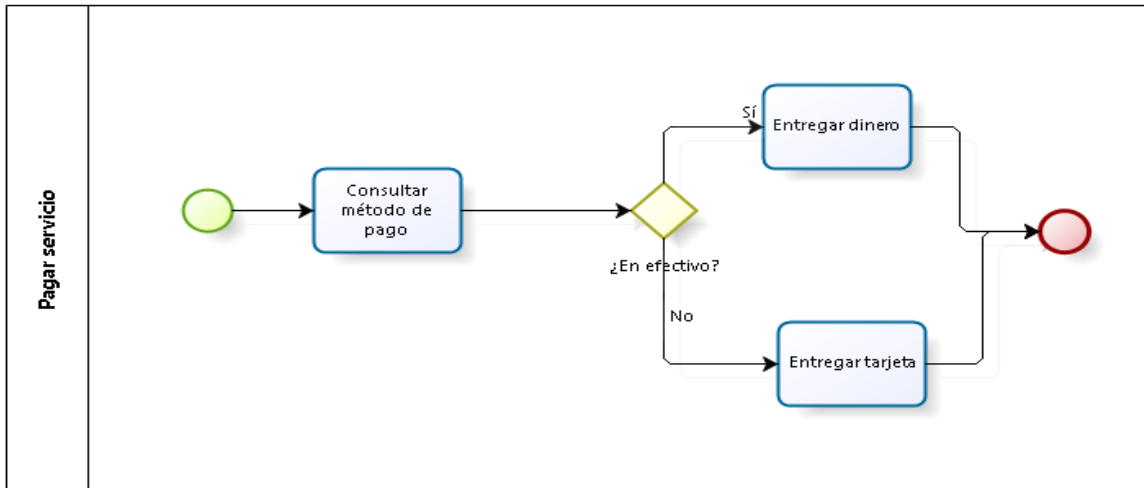 Pagar servicio
Consultar
método de
pago
¿En efectivo?
Sí
Entregar dinero
No
Entregar tarjeta